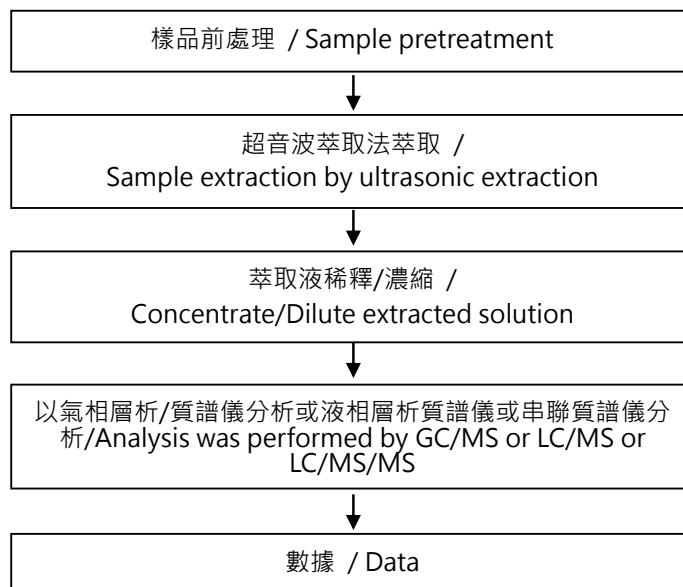 樣品前處理 / Sample pretreatment
超音波萃取法萃取 /
Sample extraction by ultrasonic extraction
萃取液稀釋/濃縮 /
Concentrate/Dilute extracted solution
以氣相層析/質譜儀分析或液相層析質譜儀或串聯質譜儀分
析/Analysis was performed by GC/MS or LC/MS or
LC/MS/MS
數據 / Data